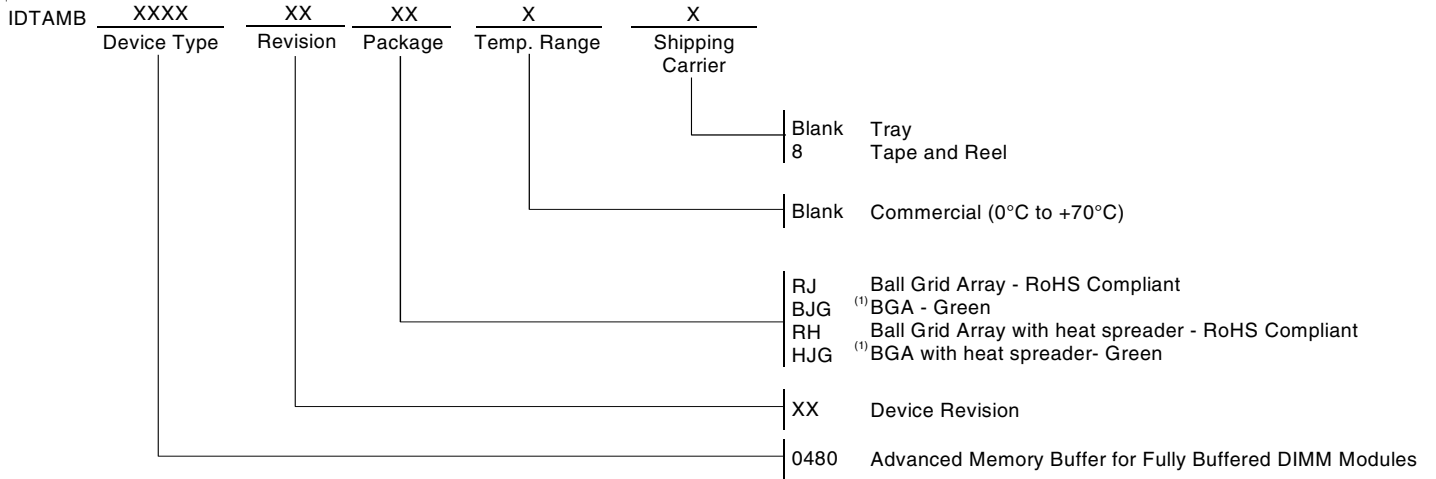 IDTAMB XXXX XX XX X X
Device Type Revision Package Temp. Range Shipping
Carrier
Blank Tray
8 Tape and Reel
Blank Commercial (0°C to +70°C)
RJ Ball Grid Array - RoHS Compliant
BJG (1) BGA - Green
RH Ball Grid Array with heat spreader - RoHS Compliant
HJG (1) BGA with heat spreader- Green
XX Device Revision
0480 Advanced Memory Buffer for Fully Buffered DIMM Modules